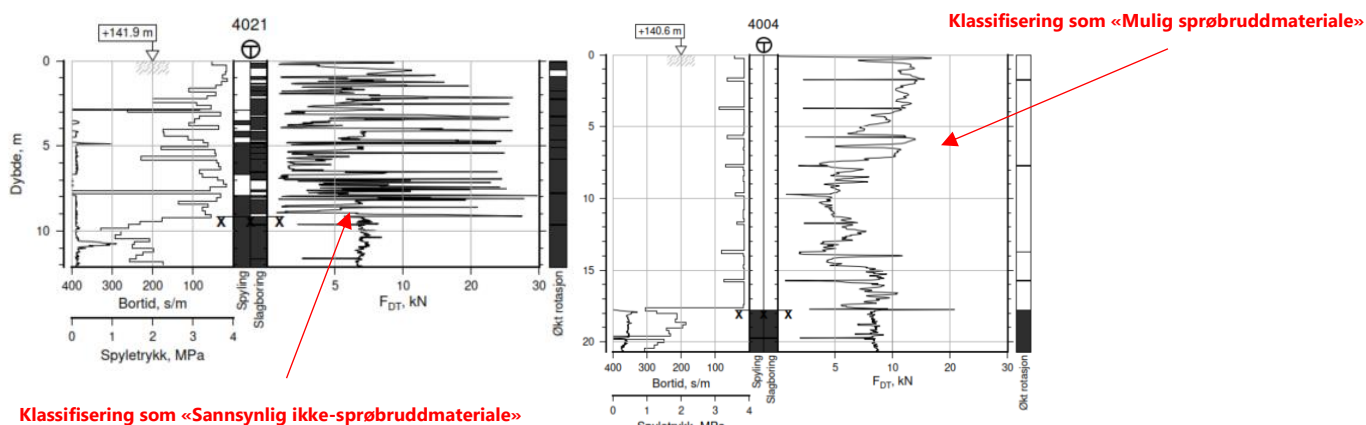 Klassifisering som «Mulig sprøbruddmateriale»
4021
+141.9 m
Dybde, m
0
5
10
400 300 200 100
Bortid, s/m
0 1 2 3 4
Spyletrykk, MPa
Spyling
Slagboring
X X X
5 10 20 30
F_DT, kN
Økt rotasjon
4004
+140.6 m
0
5
10
15
20
X X X
400 300 200 100
Bortid, s/m
0 1 2 3 4
Spyletrykk, MPa
Spyling
Slagboring
5 10 20 30
F_DT, kN
Økt rotasjon
Klassifisering som «Sannsynlig ikke-sprøbruddmateriale»